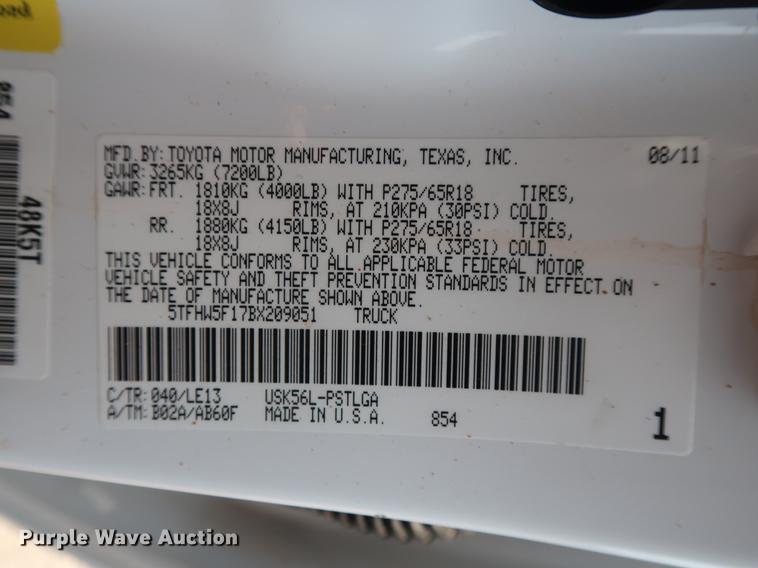 oad
854
48K5T
MFD.BY: TOYOTA MOTOR MANUFACTURING, TEXAS, INC. 08/11
GVWR: 3265KG (7200LB)
GAWR: FRT. 1810KG (4000LB) WITH P275/65R18 TIRES,
18X8J RIMS, AT 210KPA (30PSI) COLD.
RR. 1880KG (4150LB) WITH P275/65R18 TIRES,
18X8J RIMS, AT 230KPA (33PSI) COLD.
THIS VEHICLE CONFORMS TO ALL APPLICABLE FEDERAL MOTOR
VEHICLE SAFETY AND THEFT PREVENTION STANDARDS IN EFFECT ON
THE DATE OF MANUFACTURE SHOWN ABOVE.
5TFHW5F17BX209051 TRUCK
C/TR: 040/LE13 USK56L-PSTLGA
A/TM: B02A/AB60F MADE IN U.S.A. 854 1
Purple Wave Auction